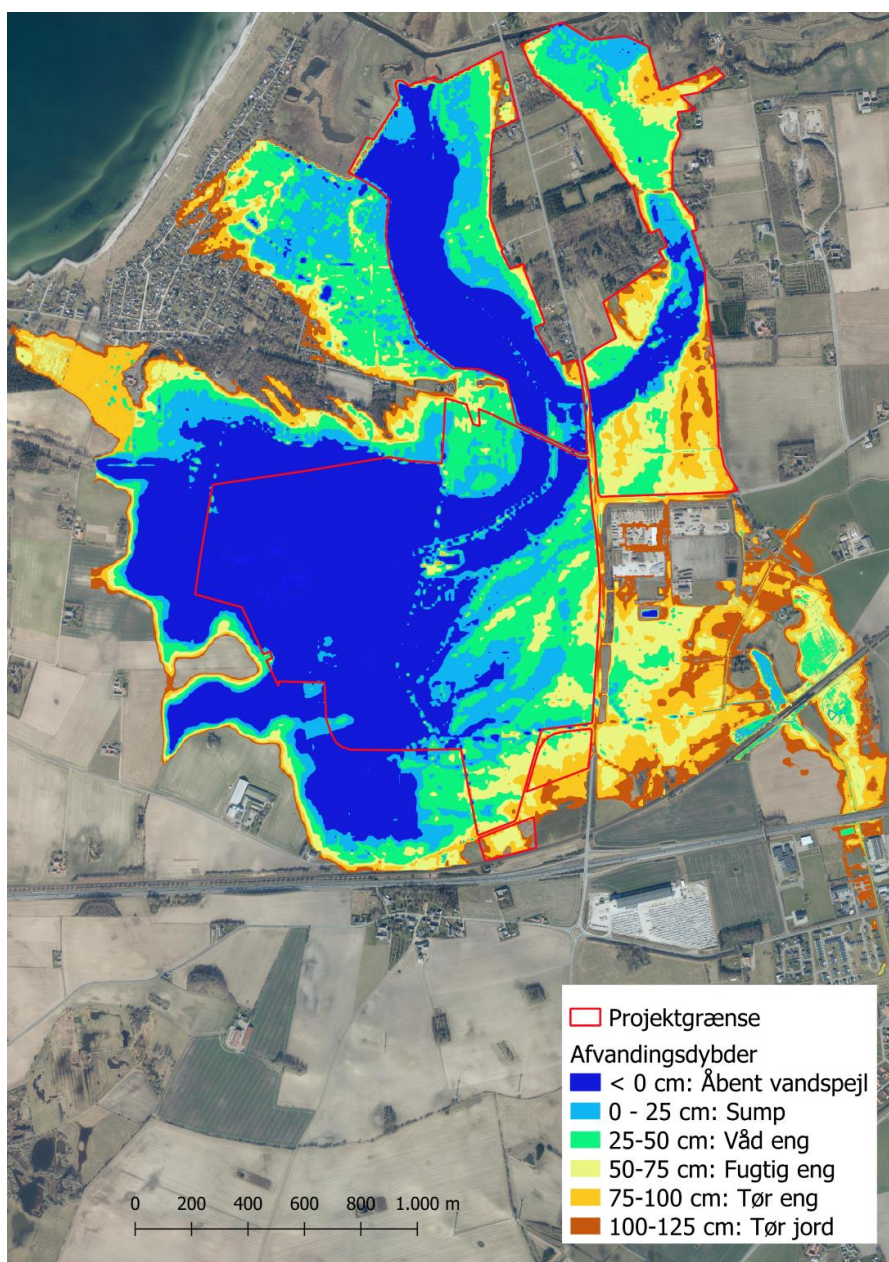 Projektgrænse
Afvandingsdybder
< 0 cm: Åbent vandspejl
0 - 25 cm: Sump
25-50 cm: Våd eng
50-75 cm: Fugtig eng
75-100 cm: Tør eng
100-125 cm: Tør jord
0 200 400 600 800 1.000 m